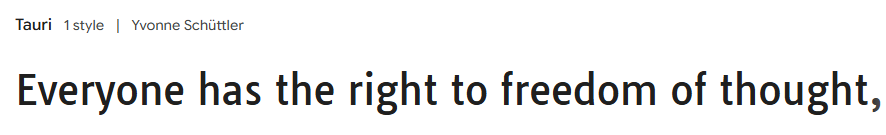 Tauri 1 style | Yvonne Schüttler
Everyone has the right to freedom of thought,